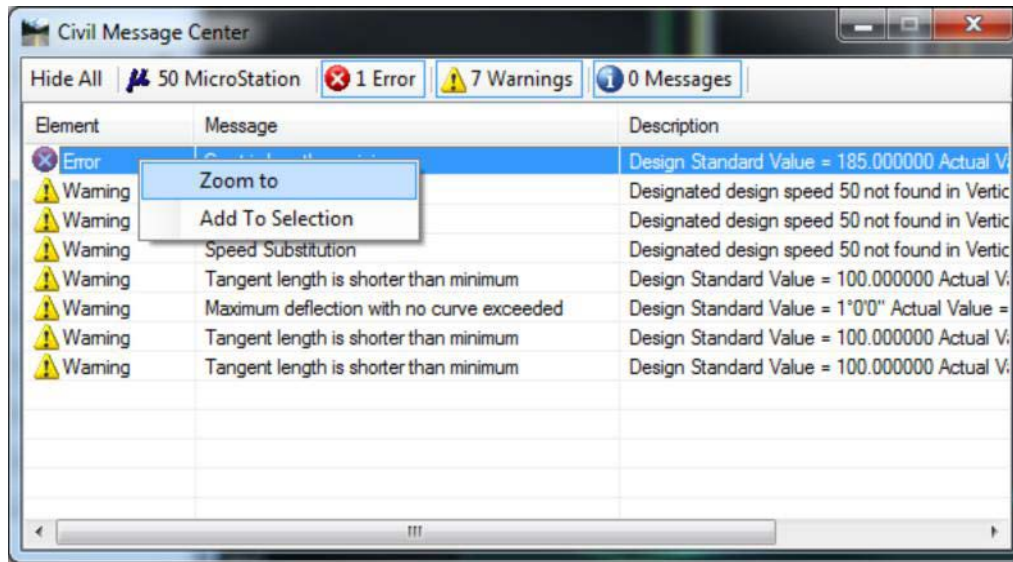 Civil Message Center
Hide All 50 MicroStation 1 Error 7 Warnings 0 Messages
Element Message Description
Error Design Standard Value = 185.000000 Actual V
Zoom to
Warning Designated design speed 50 not found in Vertic
Add To Selection
Warning Designated design speed 50 not found in Vertic
Warning Speed Substitution Designated design speed 50 not found in Vertic
Warning Tangent length is shorter than minimum Design Standard Value = 100.000000 Actual V
Warning Maximum deflection with no curve exceeded Design Standard Value = 1°0'0" Actual Value =
Warning Tangent length is shorter than minimum Design Standard Value = 100.000000 Actual V
Warning Tangent length is shorter than minimum Design Standard Value = 100.000000 Actual V